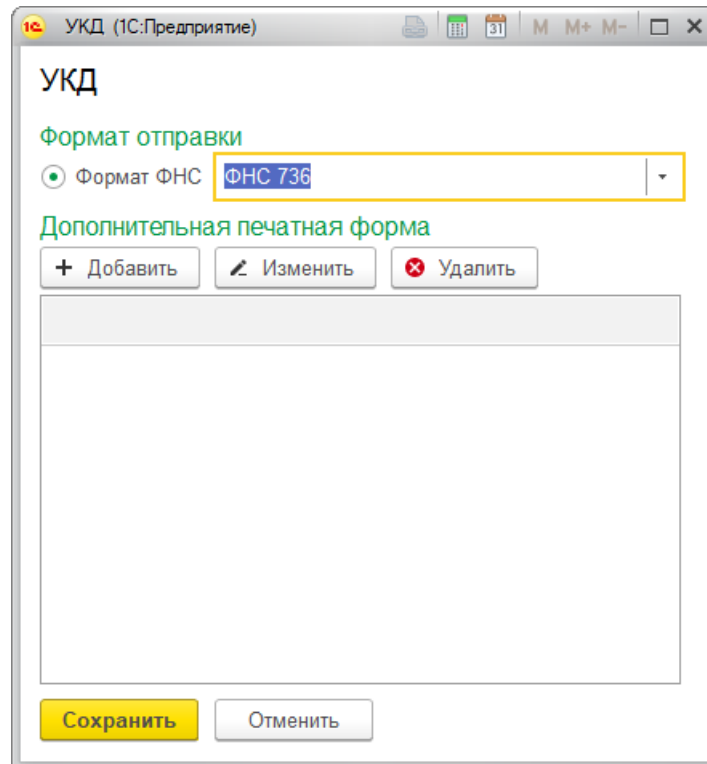 1С УКД (1С:Предприятие) 31 M M+ M-
УКД
Формат отправки
Формат ФНС ФНС 736
Дополнительная печатная форма
+ Добавить Изменить Удалить
Сохранить Отменить